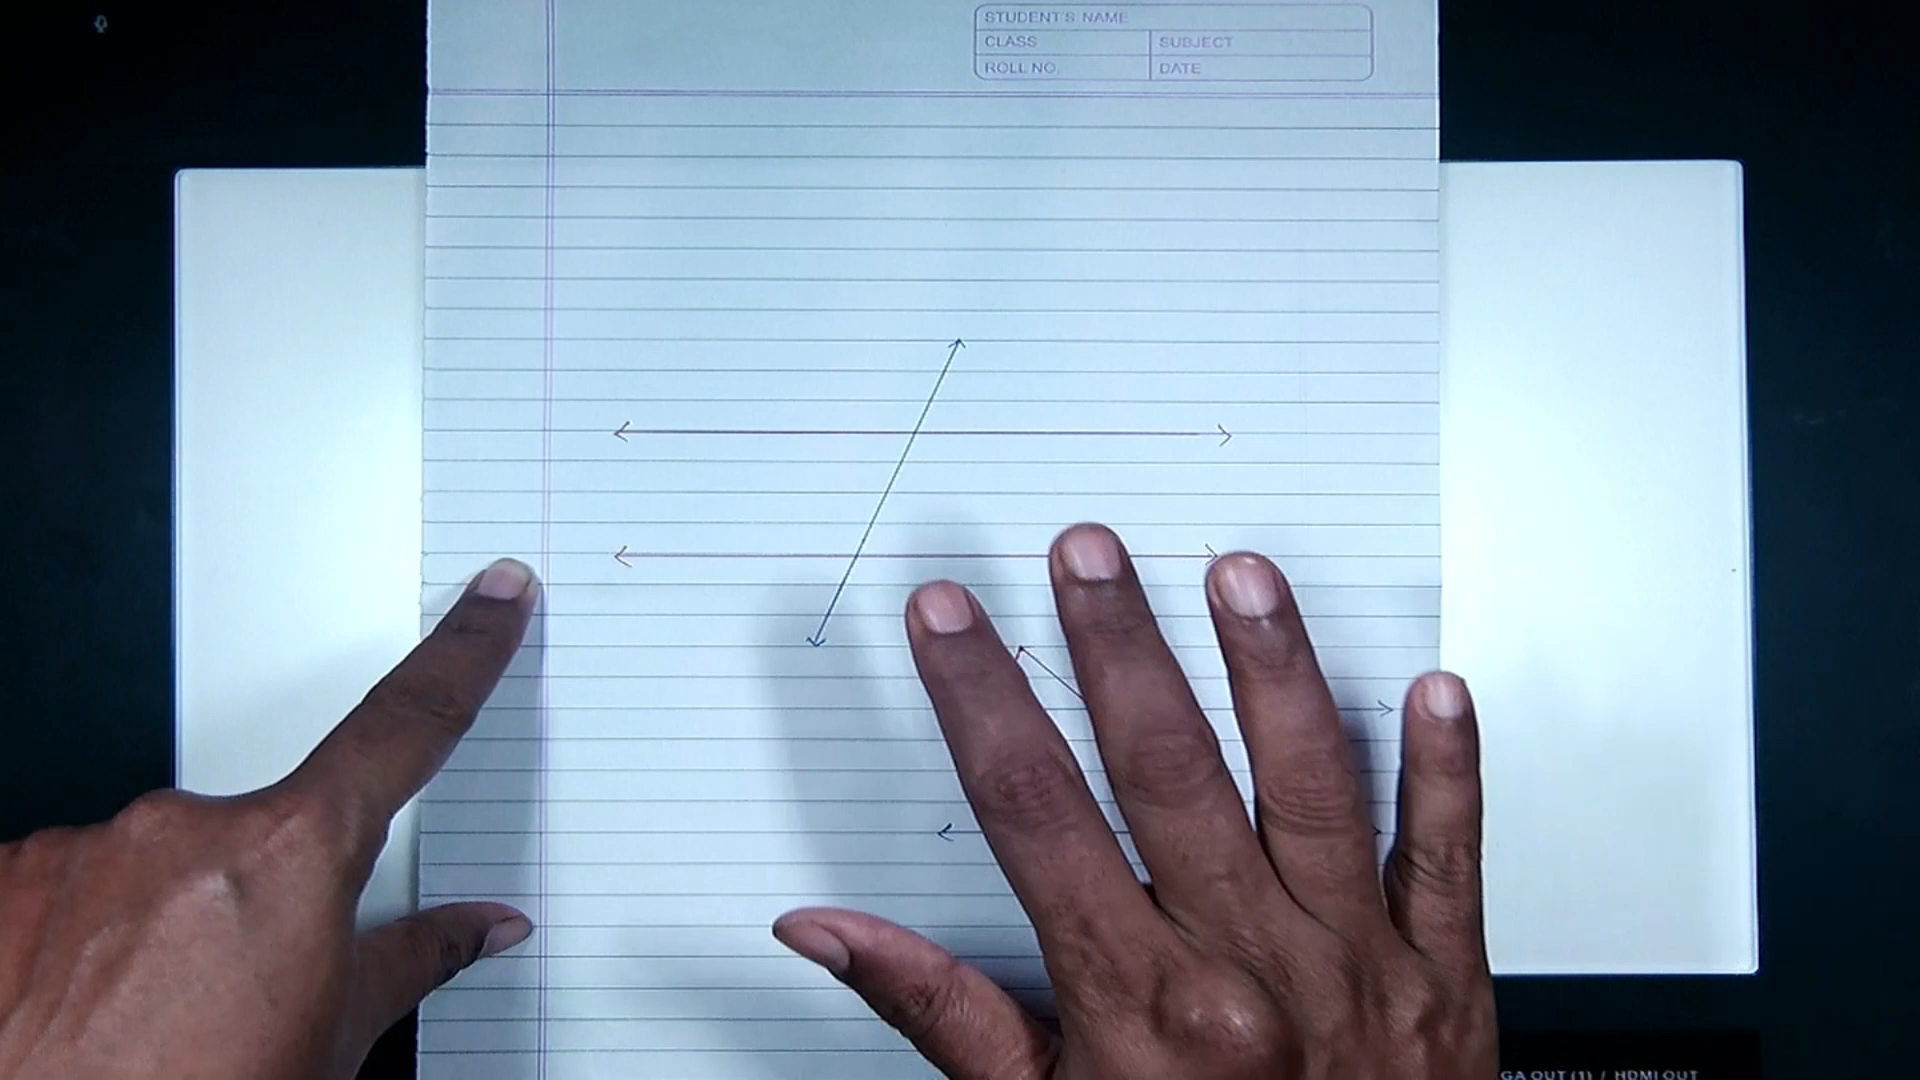 STUDENT'S NAME
CLASS SUBJECT
ROLL NO. DATE
GA OUT (1) / HDMI OUT